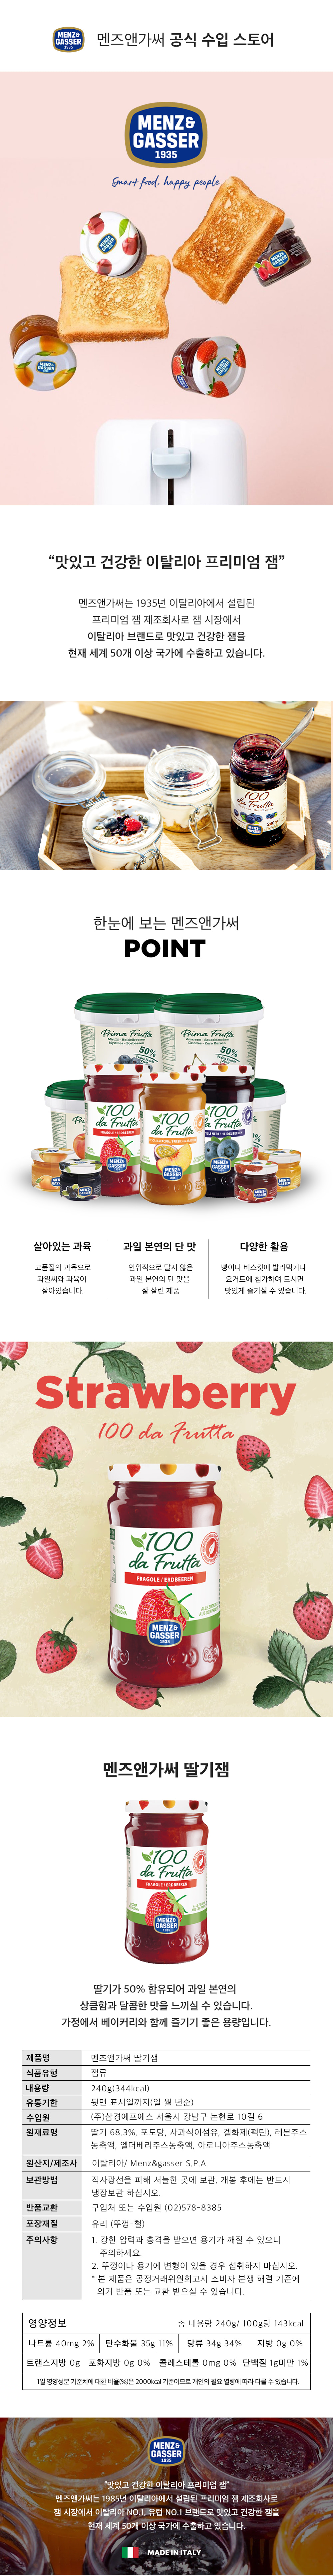 MENZ&
GASSER
1935
멘즈앤가써 공식 수입 스토어
MENZ&
GASSER
1935
Smart food, happy people
"맛있고 건강한 이탈리아 프리미엄 잼"
멘즈앤가써는 1935년 이탈리아에서 설립된
프리미엄 잼 제조회사로 잼 시장에서
이탈리아 브랜드로 맛있고 건강한 잼을
현재 세계 50개 이상 국가에 수출하고 있습니다.
100
da Frutta
240g
한눈에 보는 멘즈앤가써
POINT
Prima Frutta
Prima Frutta
50%
50%
100
da Frutta
100
da Frutta
100
da Frutta
FRAGOLE / ERDBEEREN
MENZ&
GASSER
MENZ&
GASSER
MENZ&
GASSER
살아있는 과육
고품질의 과육으로
과일씨와 과육이
살아있습니다.
과일 본연의 단 맛
인위적으로 달지 않은
과일 본연의 단 맛을
잘 살린 제품
다양한 활용
빵이나 비스킷에 발라먹거나
요거트에 첨가하여 드시면
맛있게 즐기실 수 있습니다.
Strawberry
100 da Frutta
100
da Frutta
FRAGOLE / ERDBEEREN
MENZ&
GASSER
1935
멘즈앤가써 딸기잼
100
da Frutta
FRAGOLE / ERDBEEREN
MENZ&
GASSER
1935
딸기가 50% 함유되어 과일 본연의
상큼함과 달콤한 맛을 느끼실 수 있습니다.
가정에서 베이커리와 함께 즐기기 좋은 용량입니다.
제품명 멘즈앤가써 딸기잼
식품유형 잼류
내용량 240g(344kcal)
유통기한 뒷면 표시일까지(일 월 년순)
수입원 (주)삼경에프에스 서울시 강남구 논현로 10길 6
원재료명 딸기 68.3%, 포도당, 사과식이섬유, 겔화제(펙틴), 레몬주스
농축액, 엘더베리주스농축액, 아로니아주스농축액
원산지/제조사 이탈리아/ Menz&gasser S.P.A
보관방법 직사광선을 피해 서늘한 곳에 보관, 개봉 후에는 반드시
냉장보관 하십시오.
반품교환 구입처 또는 수입원 (02)578-8385
포장재질 유리 (뚜껑-철)
주의사항 1. 강한 압력과 충격을 받으면 용기가 깨질 수 있으니
주의하세요.
2. 뚜껑이나 용기에 변형이 있을 경우 섭취하지 마십시오.
* 본 제품은 공정거래위원회고시 소비자 분쟁 해결 기준에
의거 반품 또는 교환 받으실 수 있습니다.
영양정보 총 내용량 240g/ 100g당 143kcal
나트륨 40mg 2% 탄수화물 35g 11% 당류 34g 34% 지방 0g 0%
트랜스지방 0g 포화지방 0g 0% 콜레스테롤 0mg 0% 단백질 1g미만 1%
1일 영양성분 기준치에 대한 비율(%)은 2000kcal 기준이므로 개인의 필요 열량에 따라 다를 수 있습니다.
MENZ&
GASSER
1935
"맛있고 건강한 이탈리아 프리미엄 잼"
멘즈앤가써는 1985년 이탈리아에서 설립된 프리미엄 잼 제조회사로
잼 시장에서 이탈리아 NO.1, 유럽 NO.1 브랜드로 맛있고 건강한 잼을
현재 세계 50개 이상 국가에 수출하고 있습니다.
MADE IN ITALY